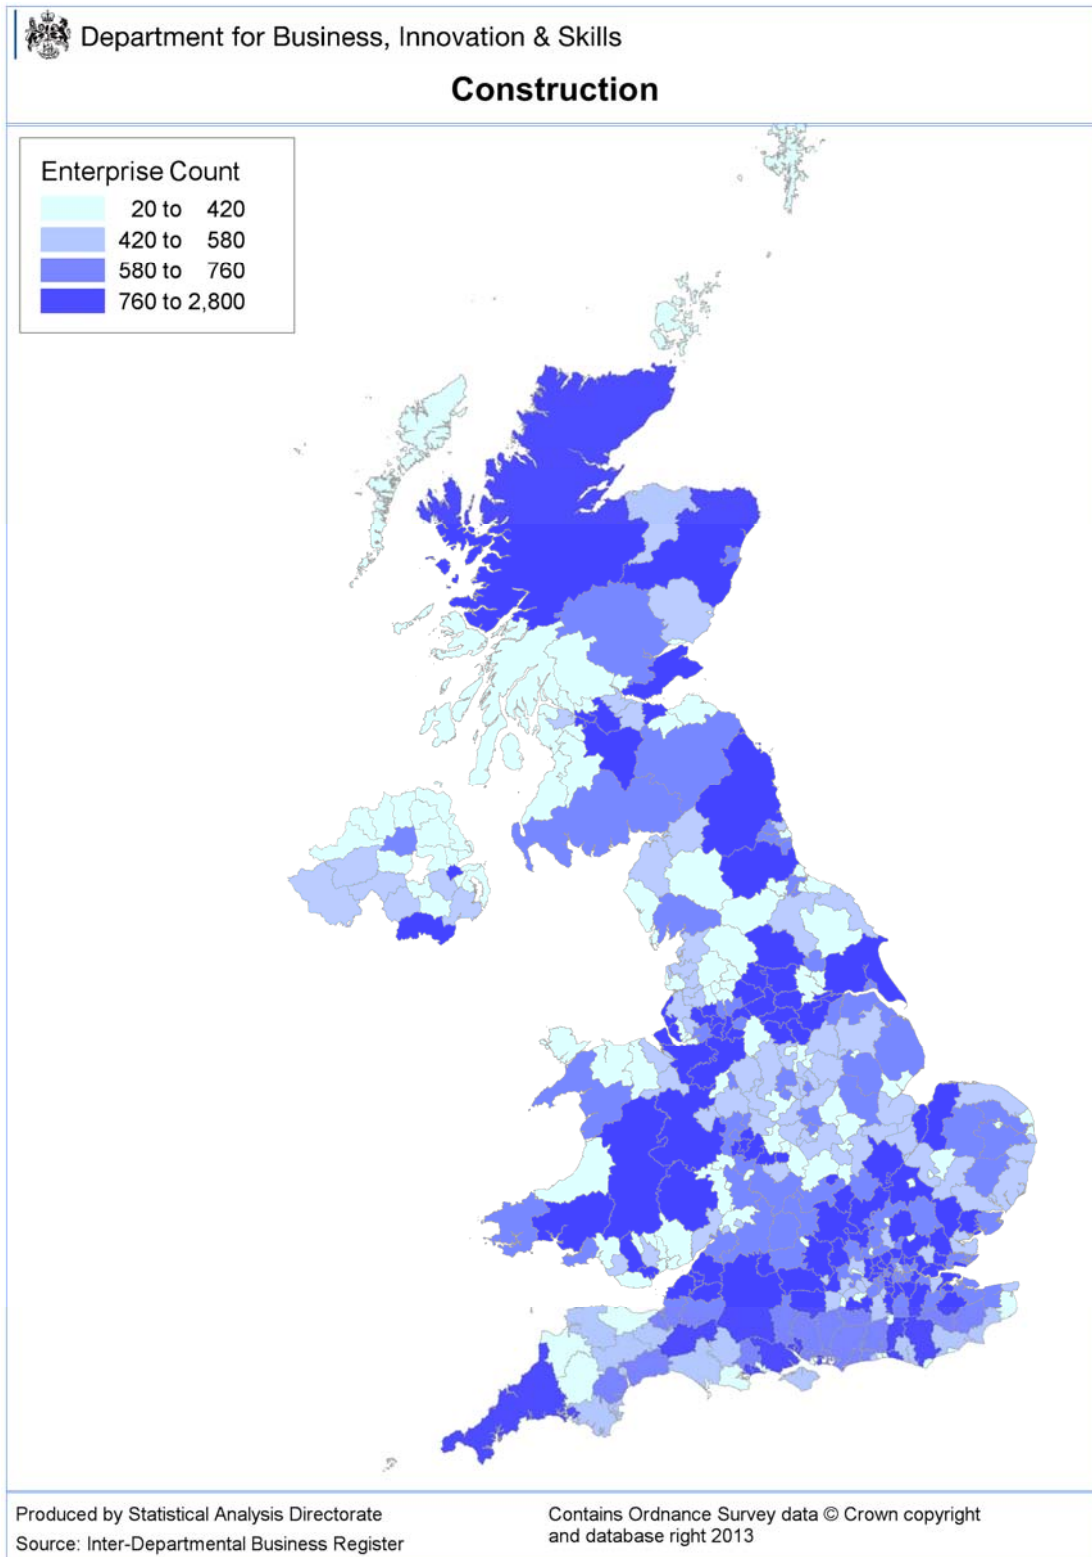 Department for Business, Innovation & Skills
Construction
Enterprise Count
20 to 420
420 to 580
580 to 760
760 to 2,800
Produced by Statistical Analysis Directorate
Source: Inter-Departmental Business Register
Contains Ordnance Survey data © Crown copyright
and database right 2013